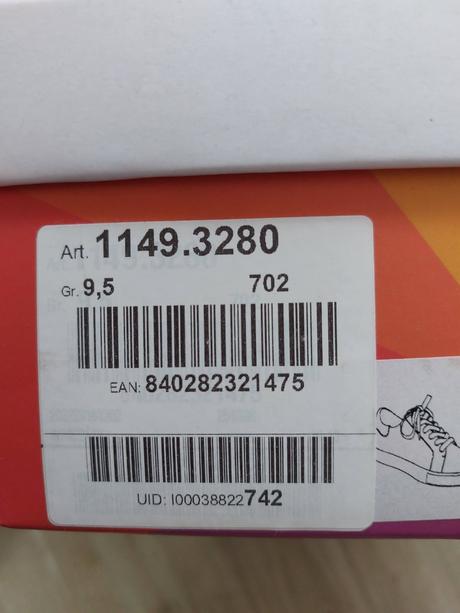 Art. 1149.3280
Gr. 9,5 702
EAN: 840282321475
UID: I00038822742